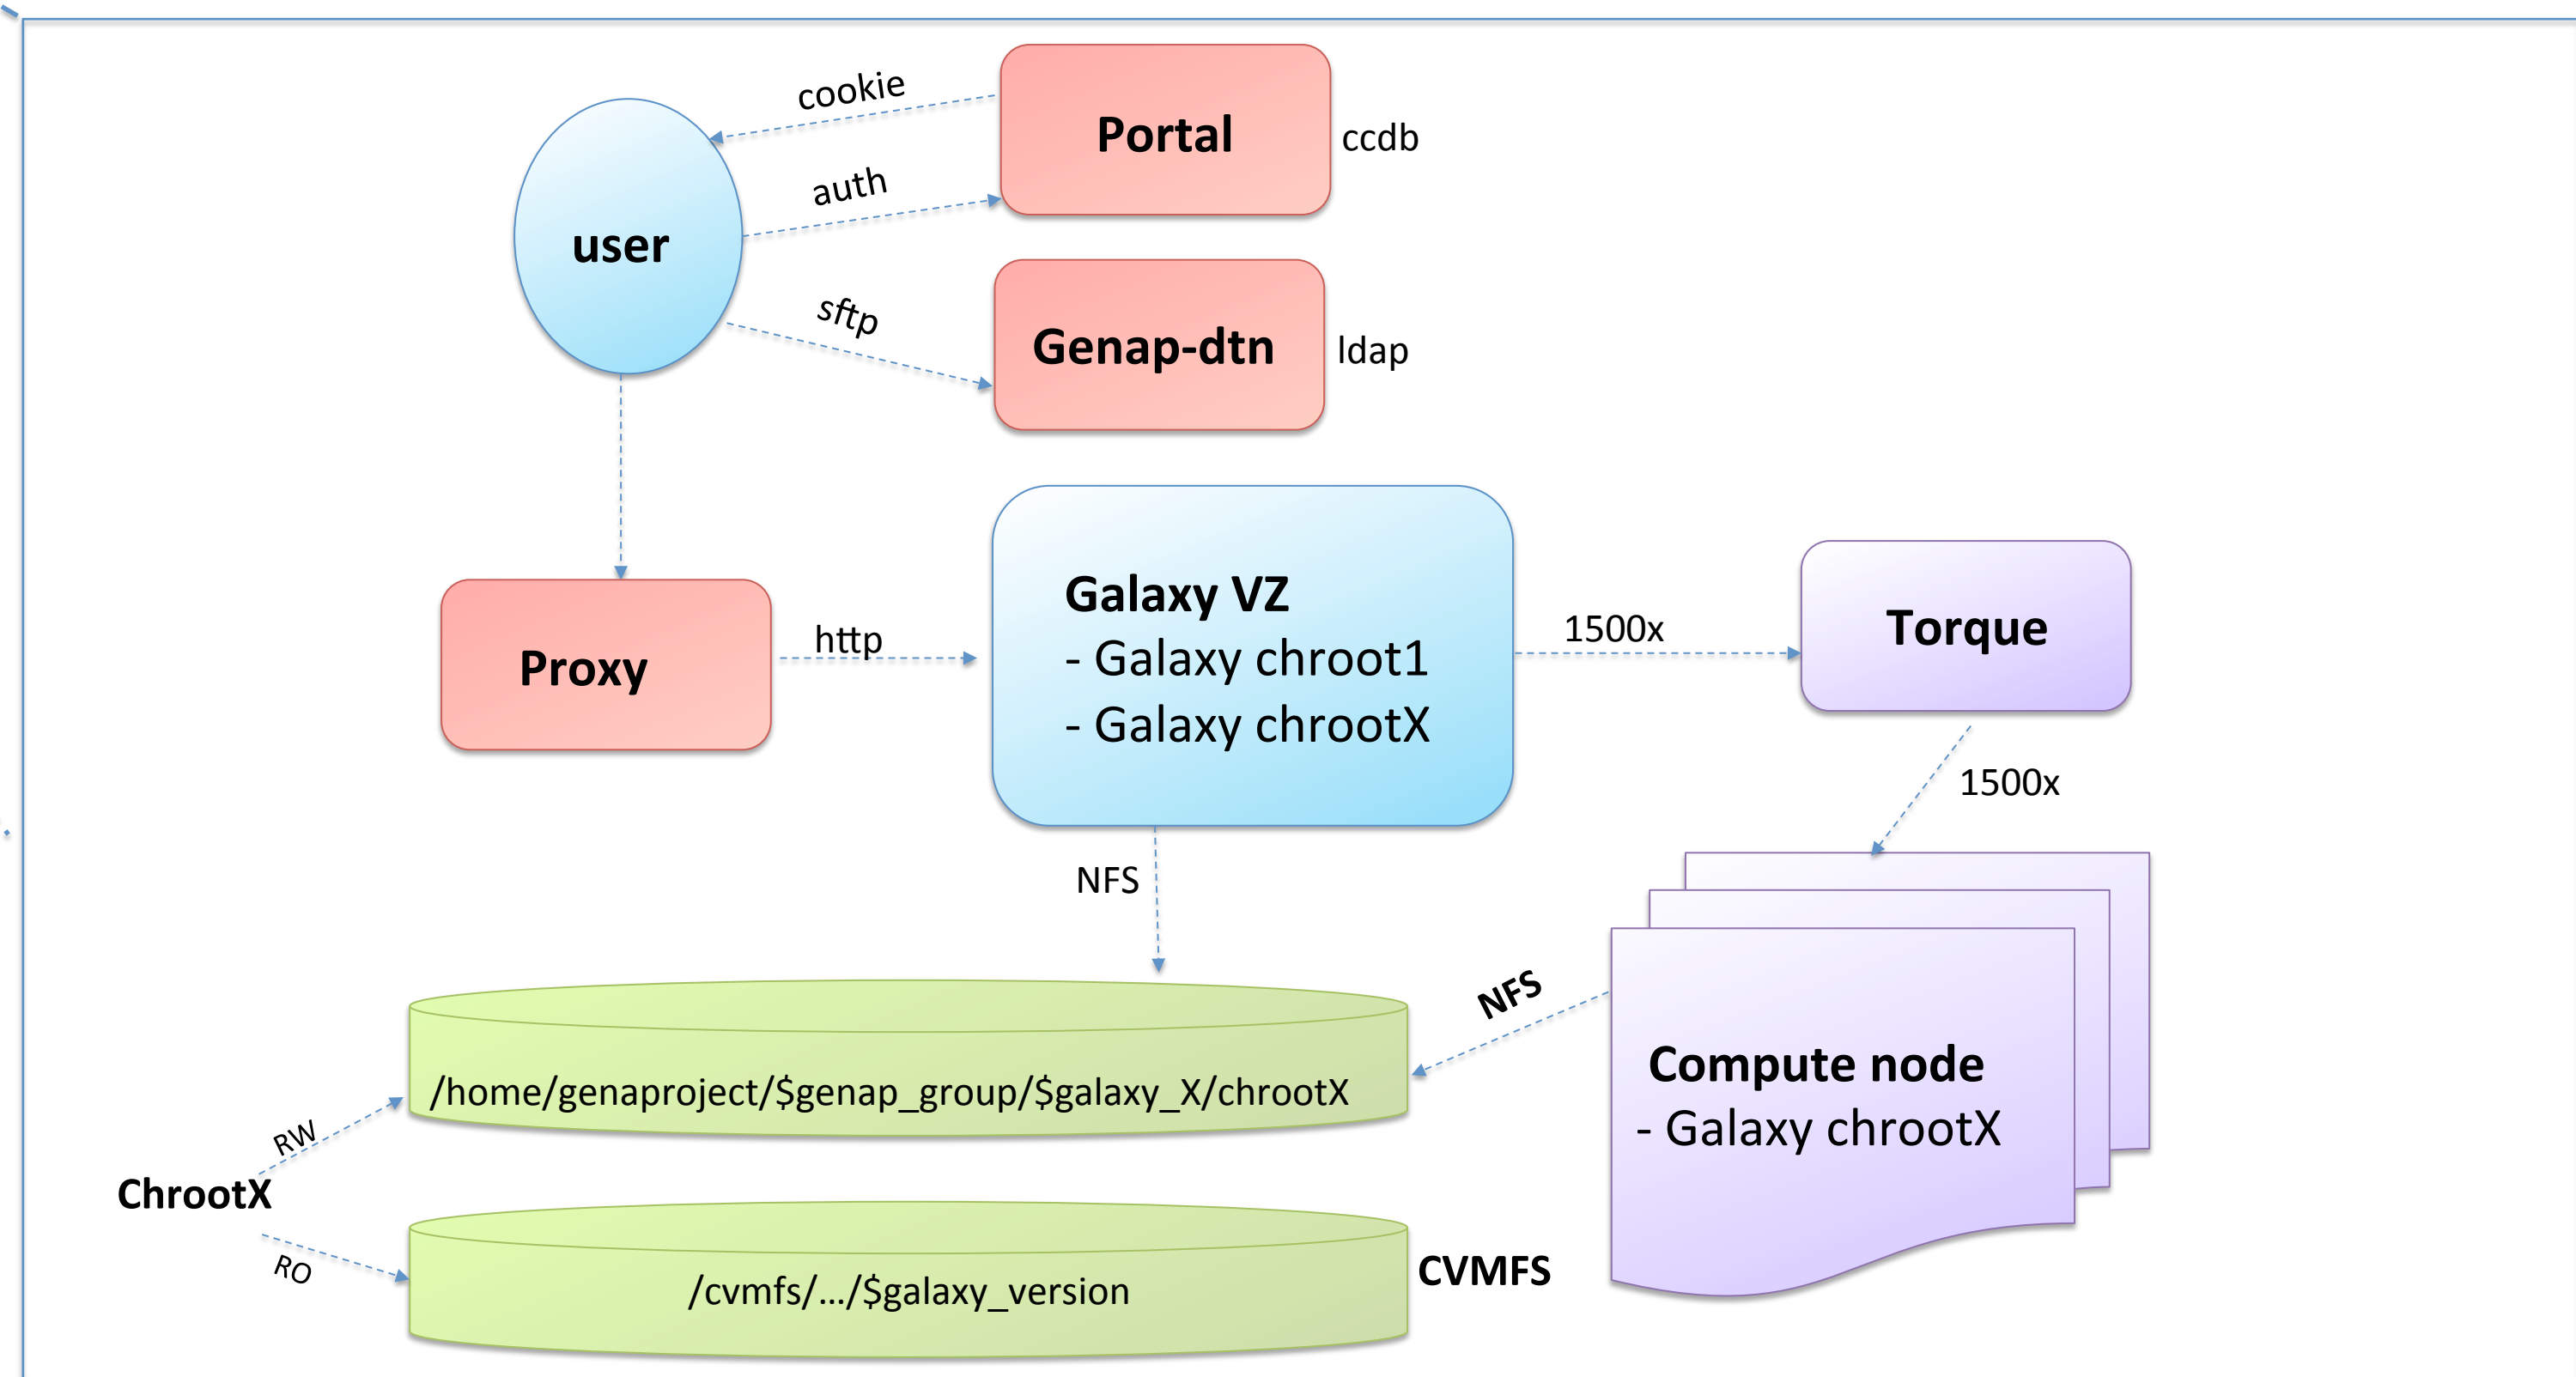 cookie
Portal
ccdb
auth
user
sftp
Genap-dtn
ldap
Galaxy VZ
- Galaxy chroot1
- Galaxy chrootX
http
Proxy
1500x
Torque
1500x
NFS
NFS
Compute node
- Galaxy chrootX
/home/genaproject/$genap_group/$galaxy_X/chrootX
RW
ChrootX
RO
/cvmfs/.../$galaxy_version
CVMFS